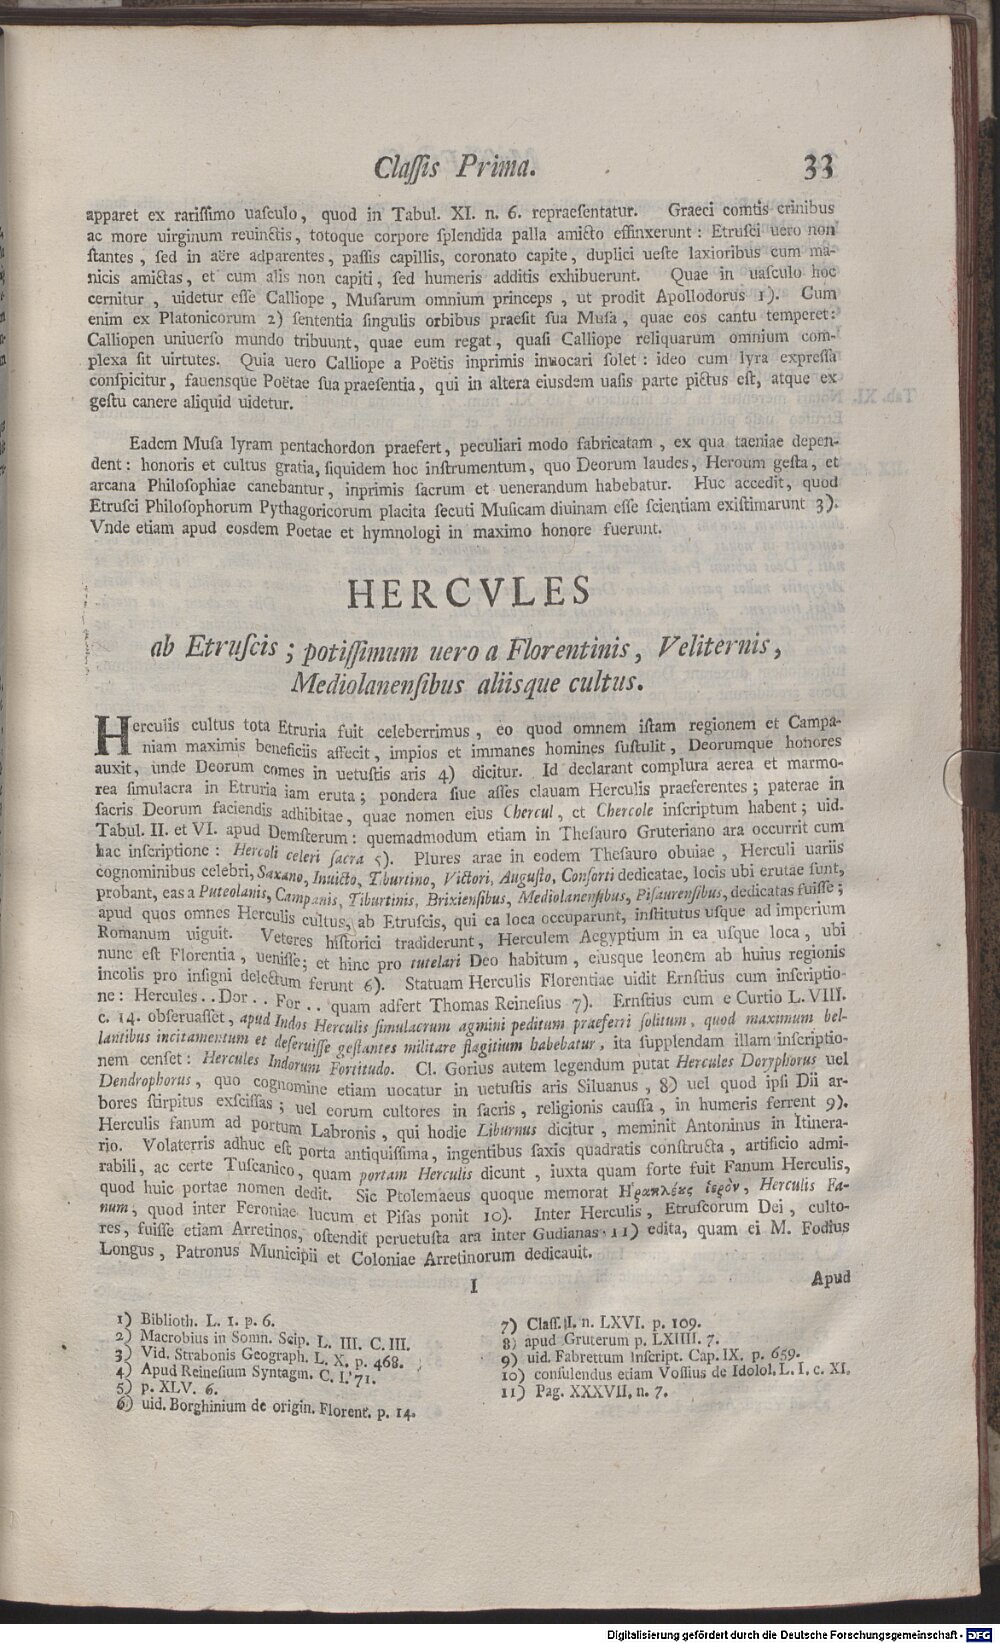 Classis Prima. 33
apparet ex rarissimo uasculo, quod in Tabul. XI. n. 6. repraesentatur. Graeci comtis crinibus
ac more uirginum reuinctis, totoque corpore splendida palla amicto effinxerunt: Etrusci uero non
stantes, sed in aëre adparentes, passis capillis, coronato capite, duplici ueste laxioribus cum ma-
nicis amictas, et cum alis non capiti, sed humeris additis exhibuerunt. Quae in uasculo hoc
cernitur, uidetur esse Calliope, Musarum omnium princeps, ut prodit Apollodorus 1). Cum
enim ex Platonicorum 2) sententia singulis orbibus praesit sua Musa, quae eos cantu temperet:
Calliopen uniuerso mundo tribuunt, quae eum regat, quasi Calliope reliquarum omnium com-
plexa sit uirtutes. Quia uero Calliope a Poëtis inprimis inuocari solet: ideo cum lyra expressa
conspicitur, fauensque Poëtae sua praesentia, qui in altera eiusdem uasis parte pictus est, atque ex
gestu canere aliquid uidetur.
Eadem Musa lyram pentachordon praefert, peculiari modo fabricatam, ex qua taeniae depen-
dent: honoris et cultus gratia, siquidem hoc instrumentum, quo Deorum laudes, Heroum gesta, et
arcana Philosophiae canebantur, inprimis sacrum et uenerandum habebatur. Huc accedit, quod
Etrusci Philosophorum Pythagoricorum placita secuti Musicam diuinam esse scientiam existimarunt 3).
Vnde etiam apud eosdem Poetae et hymnologi in maximo honore fuerunt.
HERCVLES
ab Etruscis; potissimum uero a Florentinis, Veliternis,
Mediolanensibus aliisque cultus.
Herculis cultus tota Etruria fuit celeberrimus, eo quod omnem istam regionem et Campa-
niam maximis beneficiis affecit, impios et immanes homines sustulit, Deorumque honores
auxit, unde Deorum comes in uetustis aris 4) dicitur. Id declarant complura aerea et marmo-
rea simulacra in Etruria iam eruta; pondera siue asses clauam Herculis praeferentes; paterae in
sacris Deorum faciendis adhibitae, quae nomen eius Chercul, et Chercole inscriptum habent; uid.
Tabul. II. et VI. apud Demsterum: quemadmodum etiam in Thesauro Gruteriano ara occurrit cum
hac inscriptione: Hercoli celeri sacra 5). Plures arae in eodem Thesauro obuiae, Herculi uariis
cognominibus celebri, Saxano, Inuicto, Tiburtino, Victori, Augusto, Consorti dedicatae, locis ubi erutae sunt,
probant, eas a Puteolanis, Campanis, Tiburtinis, Brixiensibus, Mediolanensibus, Pisaurensibus, dedicatas fuisse;
apud quos omnes Herculis cultus, ab Etruscis, qui ea loca occuparunt, institutus usque ad imperium
Romanum uiguit. Veteres historici tradiderunt, Herculem Aegyptium in ea usque loca, ubi
nunc est Florentia, uenisse; et hinc pro tutelari Deo habitum, eiusque leonem ab huius regionis
incolis pro insigni delectum ferunt 6). Statuam Herculis Florentiae uidit Ernstius cum inscriptio-
ne: Hercules.. Dor.. For.. quam adfert Thomas Reinesius 7). Ernstius cum e Curtio L. VIII.
c. 14. obseruasset, apud Indos Herculis simulacrum agmini peditum praeferri solitum, quod maximum bel-
lantibus incitamentum et deseruisse gestantes militare flagitium habebatur, ita supplendam illam inscriptio-
nem censet: Hercules Indorum Fortitudo. Cl. Gorius autem legendum putat Hercules Doryphorus uel
Dendrophorus, quo cognomine etiam uocatur in uetustis aris Siluanus, 8) uel quod ipsi Dii ar-
bores stirpitus exscissas; uel eorum cultores in sacris, religionis caussa, in humeris ferrent 9).
Herculis fanum ad portum Labronis, qui hodie Liburnus dicitur, meminit Antoninus in Itinera-
rio. Volaterris adhuc est porta antiquissima, ingentibus saxis quadratis constructa, artificio admi-
rabili, ac certe Tuscanico, quam portam Herculis dicunt, iuxta quam forte fuit Fanum Herculis,
quod huic portae nomen dedit. Sic Ptolemaeus quoque memorat Ηρακλέες ἱερὸν, Herculis Fa-
num, quod inter Feroniae lucum et Pisas ponit 10). Inter Herculis, Etruscorum Dei, culto-
res, fuisse etiam Arretinos, ostendit peruetusta ara inter Gudianas 11) edita, quam ei M. Fodius
Longus, Patronus Municipii et Coloniae Arretinorum dedicauit.
I Apud
1) Biblioth. L. 1. p. 6.
2) Macrobius in Somn. Scip. L. III. C. III.
3) Vid. Strabonis Geograph. L. X. p. 468.
4) Apud Reinesium Syntagm. C. I. 71.
5) p. XLV. 6.
6) uid. Borghinium de origin. Florent. p. 14.
7) Class. I. n. LXVI. p. 109.
8) apud Gruterum p. LXIIII. 7.
9) uid. Fabrettum Inscript. Cap. IX. p. 659.
10) consulendus etiam Vossius de Idolol. L. I. c. XI.
11) Pag. XXXVII. n. 7.
Digitalisierung gefördert durch die Deutsche Forschungsgemeinschaft - DFG